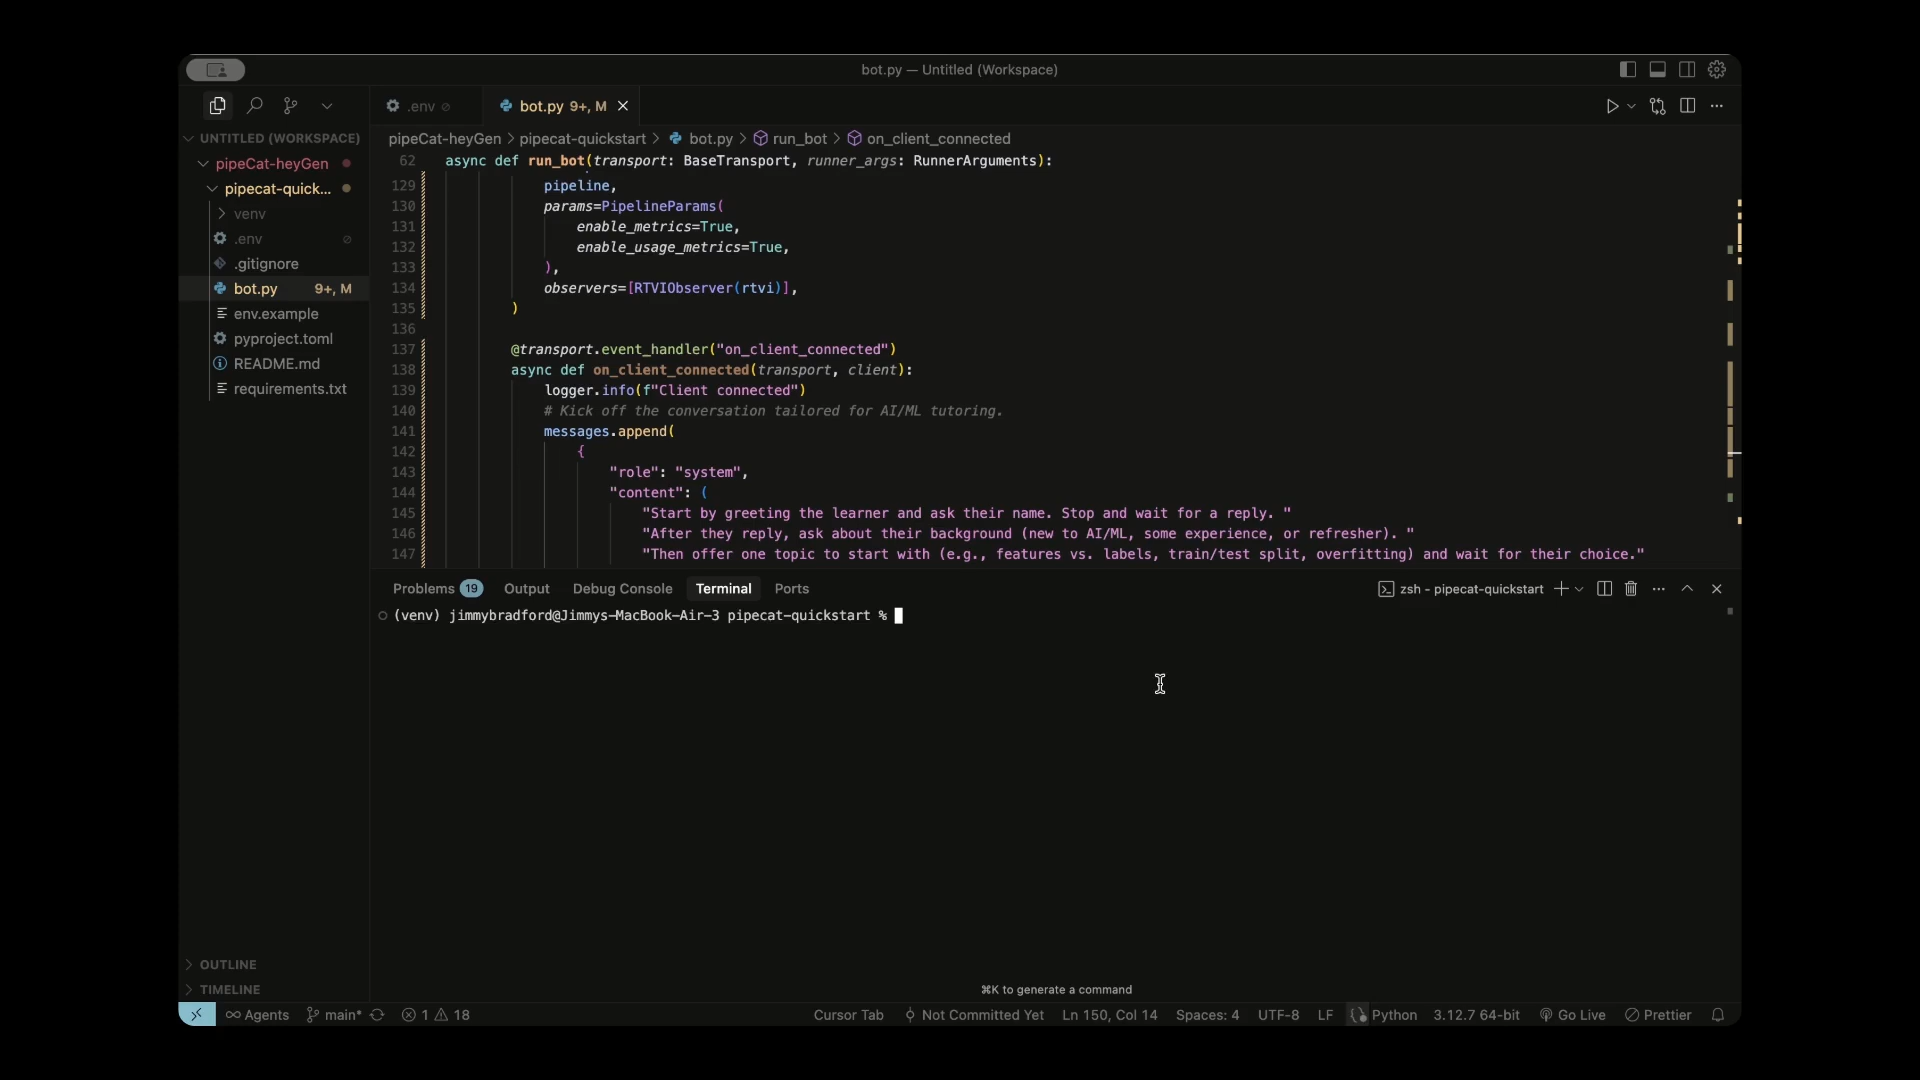 bot.py — Untitled (Workspace)
.env
bot.py 9+, M
UNTITLED (WORKSPACE)
pipeCat-heyGen
pipecat-quick...
venv
.env
.gitignore
bot.py 9+, M
env.example
pyproject.toml
README.md
requirements.txt
OUTLINE
TIMELINE
pipeCat-heyGen > pipecat-quickstart > bot.py > run_bot > on_client_connected
62 async def run_bot(transport: BaseTransport, runner_args: RunnerArguments):
129 pipeline,
130 params=PipelineParams(
131 enable_metrics=True,
132 enable_usage_metrics=True,
133 ),
134 observers=[RTVIObserver(rtvi)],
135 )
136
137 @transport.event_handler("on_client_connected")
138 async def on_client_connected(transport, client):
139 logger.info(f"Client connected")
140 # Kick off the conversation tailored for AI/ML tutoring.
141 messages.append(
142 {
143 "role": "system",
144 "content": (
145 "Start by greeting the learner and ask their name. Stop and wait for a reply. "
146 "After they reply, ask about their background (new to AI/ML, some experience, or refresher). "
147 "Then offer one topic to start with (e.g., features vs. labels, train/test split, overfitting) and wait for their choice."
Problems 19 Output Debug Console Terminal Ports
zsh - pipecat-quickstart
(venv) jimmybradford@Jimmys-MacBook-Air-3 pipecat-quickstart %
⌘K to generate a command
Agents main* 1 18
Cursor Tab Not Committed Yet Ln 150, Col 14 Spaces: 4 UTF-8 LF Python 3.12.7 64-bit Go Live Prettier